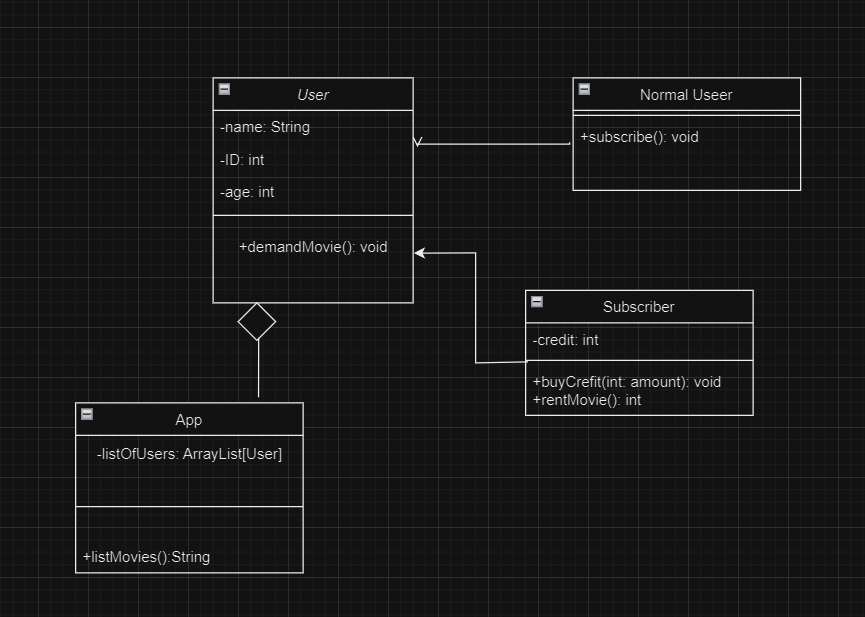 User
-name: String
-ID: int
-age: int
+demandMovie(): void
Normal Useer
+subscribe(): void
Subscriber
-credit: int
+buyCrefit(int: amount): void
+rentMovie(): int
App
-listOfUsers: ArrayList[User]
+listMovies():String